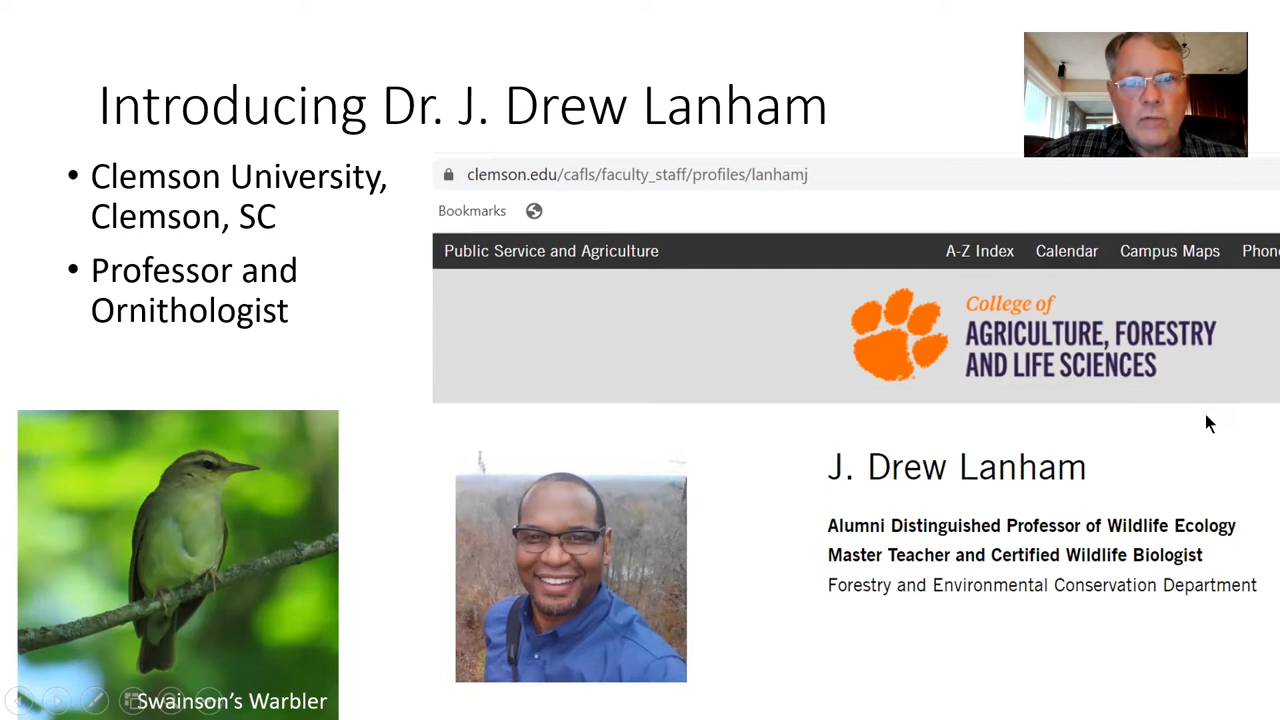 Introducing Dr. J. Drew Lanham
• Clemson University,
Clemson, SC
• Professor and
Ornithologist
clemson.edu/cafls/faculty_staff/profiles/lanhamj
Bookmarks
Public Service and Agriculture
A-Z Index Calendar Campus Maps Phon
College of
AGRICULTURE, FORESTRY
AND LIFE SCIENCES
J. Drew Lanham
Alumni Distinguished Professor of Wildlife Ecology
Master Teacher and Certified Wildlife Biologist
Forestry and Environmental Conservation Department
Swainson’s Warbler